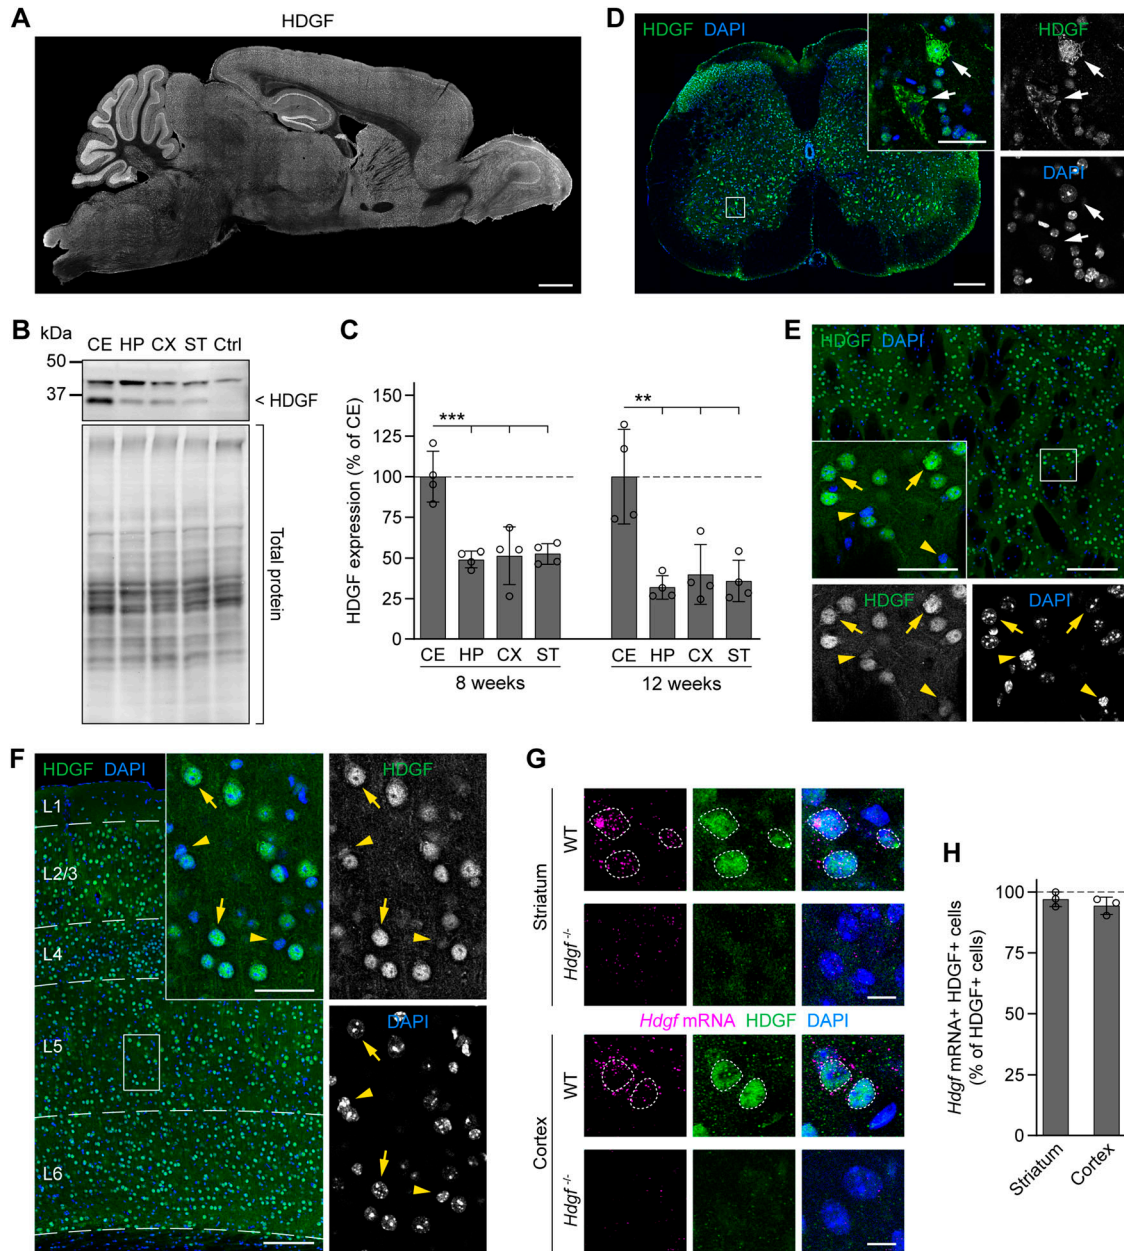 A
HDGF
B
kDa
CE HP CX ST Ctrl
50
37
< HDGF
Total protein
C
HDGF expression (% of CE)
150
125
100
75
50
25
0
***
**
CE HP CX ST
CE HP CX ST
8 weeks
12 weeks
D
HDGF DAPI
HDGF
DAPI
E
HDGF DAPI
HDGF
DAPI
F
HDGF DAPI
L1
L2/3
L4
L5
L6
HDGF
DAPI
G
Striatum
WT
Hdgf -/-
Hdgf mRNA HDGF DAPI
Cortex
WT
Hdgf -/-
H
Hdgf mRNA+ HDGF+ cells
(% of HDGF+ cells)
100
75
50
25
0
Striatum
Cortex